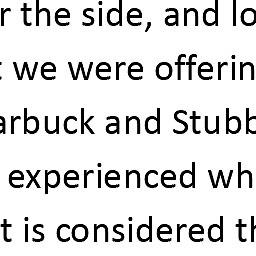 r the side, and lo
t we were offerin
arbuck and Stubb
experienced wh
t is considered th